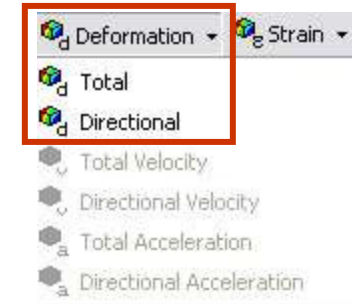 Deformation Strain
Total
Directional
Total Velocity
Directional Velocity
Total Acceleration
Directional Acceleration